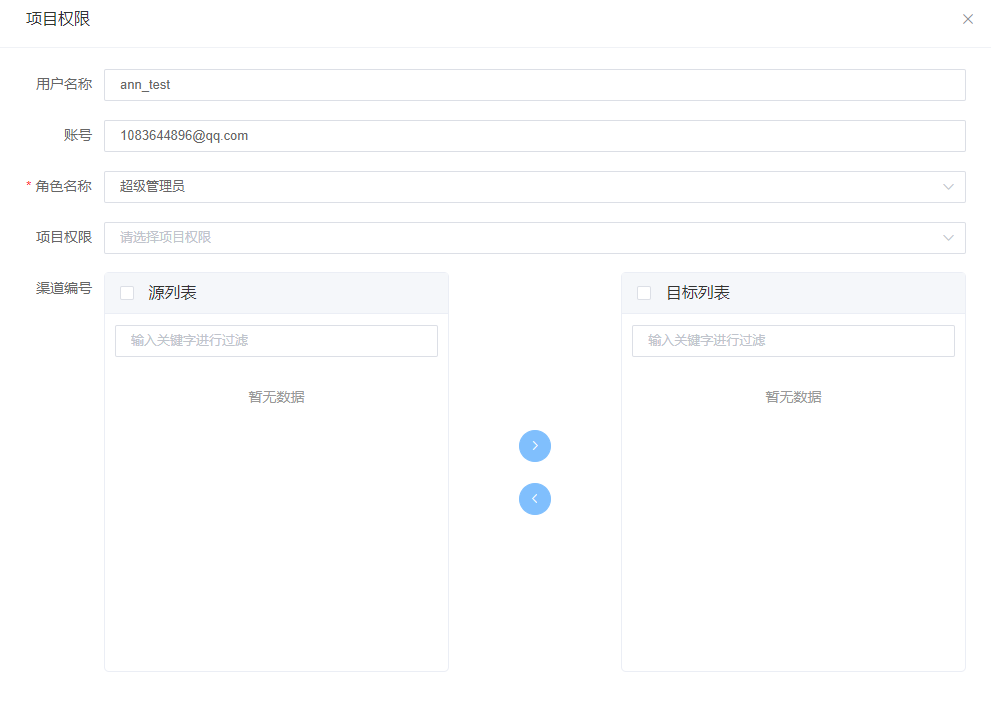 项目权限
用户名称 ann_test
账号 1083644896@qq.com
* 角色名称 超级管理员
项目权限 请选择项目权限
渠道编号 源列表 目标列表
输入关键字进行过滤 输入关键字进行过滤
暂无数据 暂无数据